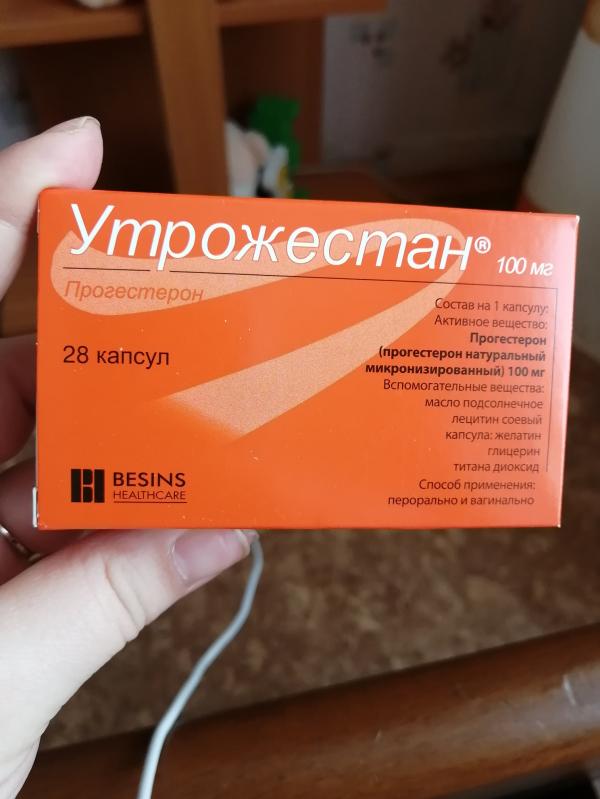 Утрожестан® 100 мг
Прогестерон
28 капсул
Состав на 1 капсулу:
Активное вещество:
Прогестерон
(прогестерон натуральный
микронизированный) 100 мг
Вспомогательные вещества:
масло подсолнечное
лецитин соевый
капсула: желатин
глицерин
титана диоксид
Способ применения:
перорально и вагинально
BESINS
HEALTHCARE